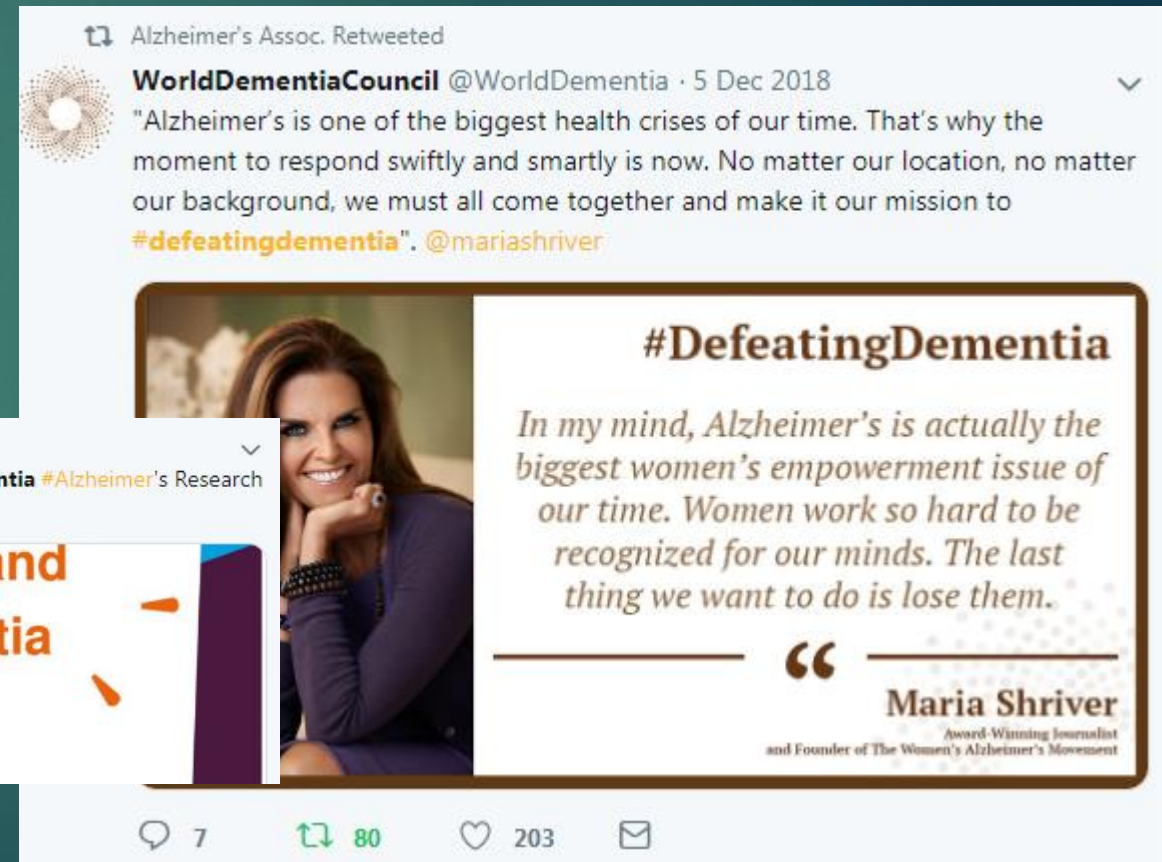 Alzheimer's Assoc. Retweeted
WorldDementiaCouncil @WorldDementia · 5 Dec 2018
"Alzheimer's is one of the biggest health crises of our time. That's why the
moment to respond swiftly and smartly is now. No matter our location, no matter
our background, we must all come together and make it our mission to
#defeatingdementia". @mariashriver
#DefeatingDementia
In my mind, Alzheimer's is actually the
biggest women's empowerment issue of
our time. Women work so hard to be
recognized for our minds. The last
thing we want to do is lose them.
“
Maria Shriver
Award-Winning Journalist
and Founder of The Women's Alzheimer's Movement
7 80 203
ntia #Alzheimer's Research
and
tia